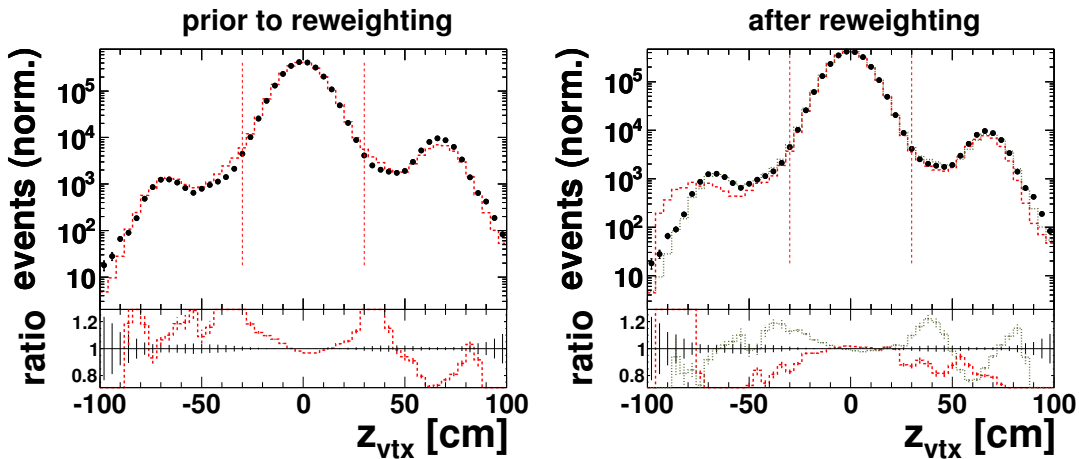 prior to reweighting
events (norm.)
10⁵
10⁴
10³
10²
10
ratio
1.2
1
0.8
-100 -50 0 50 100
z_vtx [cm]
after reweighting
events (norm.)
10⁵
10⁴
10³
10²
10
ratio
1.2
1
0.8
-100 -50 0 50 100
z_vtx [cm]